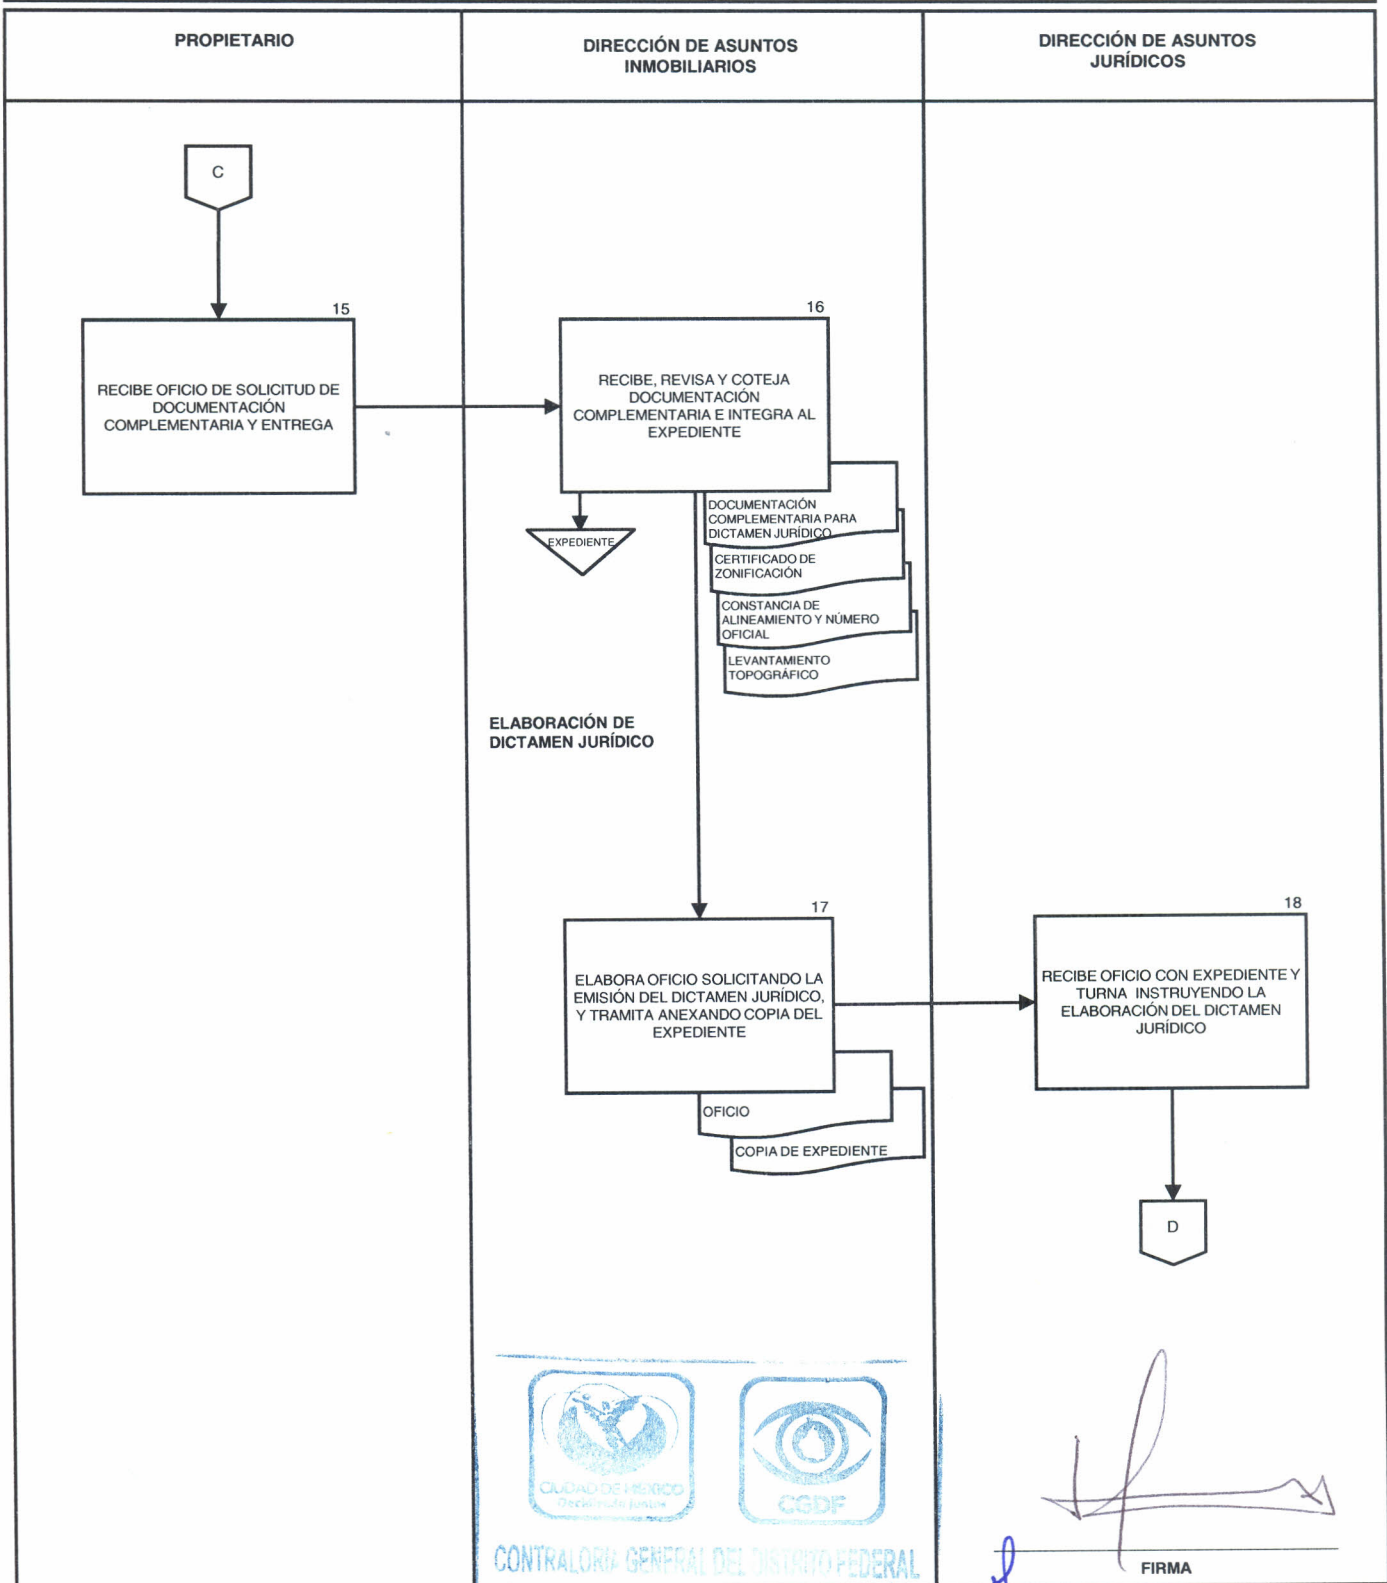 PROPIETARIO
DIRECCIÓN DE ASUNTOS
INMOBILIARIOS
DIRECCIÓN DE ASUNTOS
JURÍDICOS
C
15
RECIBE OFICIO DE SOLICITUD DE
DOCUMENTACIÓN
COMPLEMENTARIA Y ENTREGA
16
RECIBE, REVISA Y COTEJA
DOCUMENTACIÓN
COMPLEMENTARIA E INTEGRA AL
EXPEDIENTE
EXPEDIENTE
DOCUMENTACIÓN
COMPLEMENTARIA PARA
DICTAMEN JURÍDICO
CERTIFICADO DE
ZONIFICACIÓN
CONSTANCIA DE
ALINEAMIENTO Y NÚMERO
OFICIAL
LEVANTAMIENTO
TOPOGRÁFICO
ELABORACIÓN DE
DICTAMEN JURÍDICO
17
ELABORA OFICIO SOLICITANDO LA
EMISIÓN DEL DICTAMEN JURÍDICO,
Y TRAMITA ANEXANDO COPIA DEL
EXPEDIENTE
OFICIO
COPIA DE EXPEDIENTE
18
RECIBE OFICIO CON EXPEDIENTE Y
TURNA INSTRUYENDO LA
ELABORACIÓN DEL DICTAMEN
JURÍDICO
D
CIUDAD DE MÉXICO
CGDF
CONTRALORÍA GENERAL DEL DISTRITO FEDERAL
FIRMA